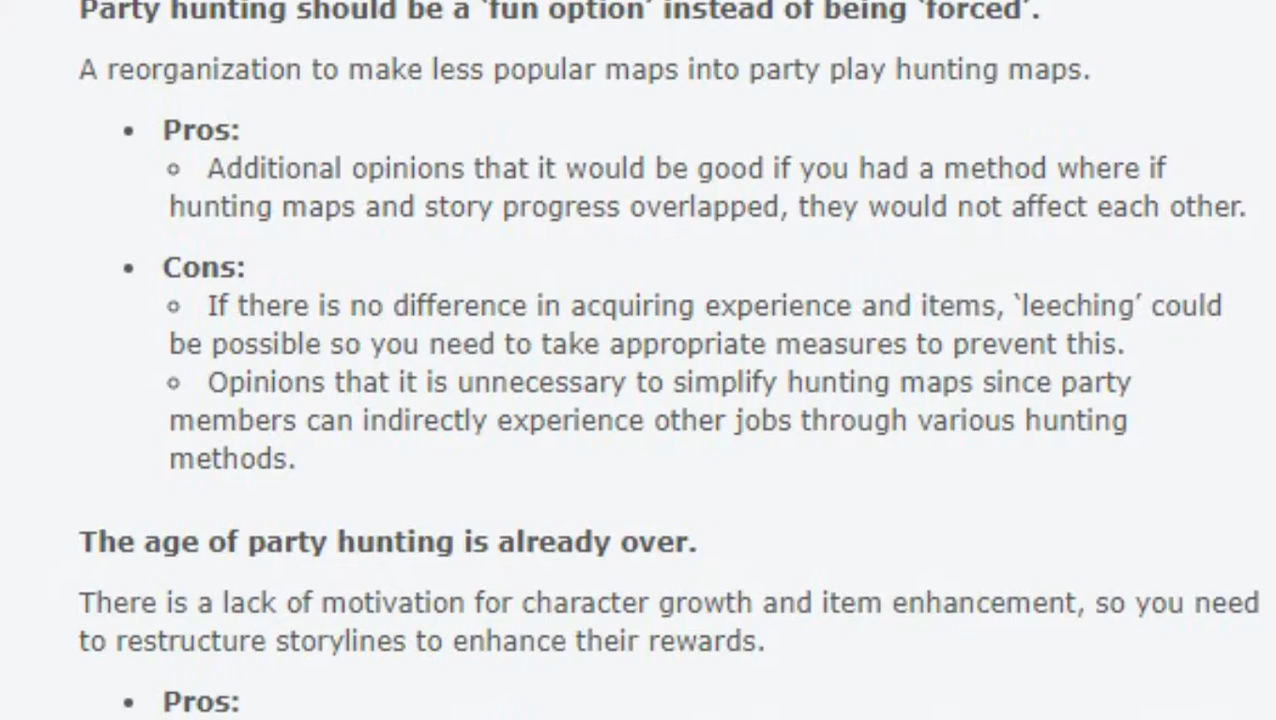 Party hunting should be a ‘fun option’ instead of being ‘forced’.
A reorganization to make less popular maps into party play hunting maps.
• Pros:
○ Additional opinions that it would be good if you had a method where if
hunting maps and story progress overlapped, they would not affect each other.
• Cons:
○ If there is no difference in acquiring experience and items, ‘leeching’ could
be possible so you need to take appropriate measures to prevent this.
○ Opinions that it is unnecessary to simplify hunting maps since party
members can indirectly experience other jobs through various hunting
methods.
The age of party hunting is already over.
There is a lack of motivation for character growth and item enhancement, so you need
to restructure storylines to enhance their rewards.
• Pros: